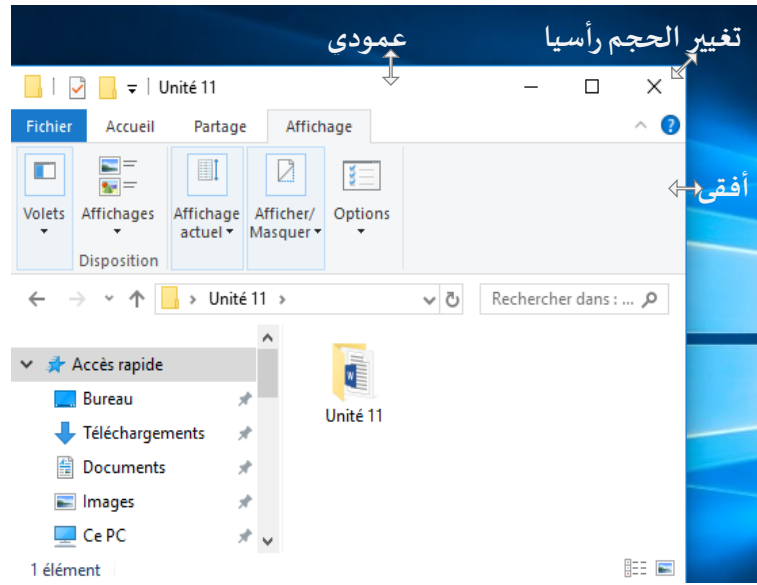 عمودي
تغيير الحجم رأسيا
Unité 11
Fichier Accueil Partage Affichage
أفقى
Volets Affichages Affichage actuel Afficher/ Masquer Options
Disposition
Unité 11
Rechercher dans : ...
Accès rapide
Bureau
Téléchargements
Documents
Images
Ce PC
Unité 11
1 élément